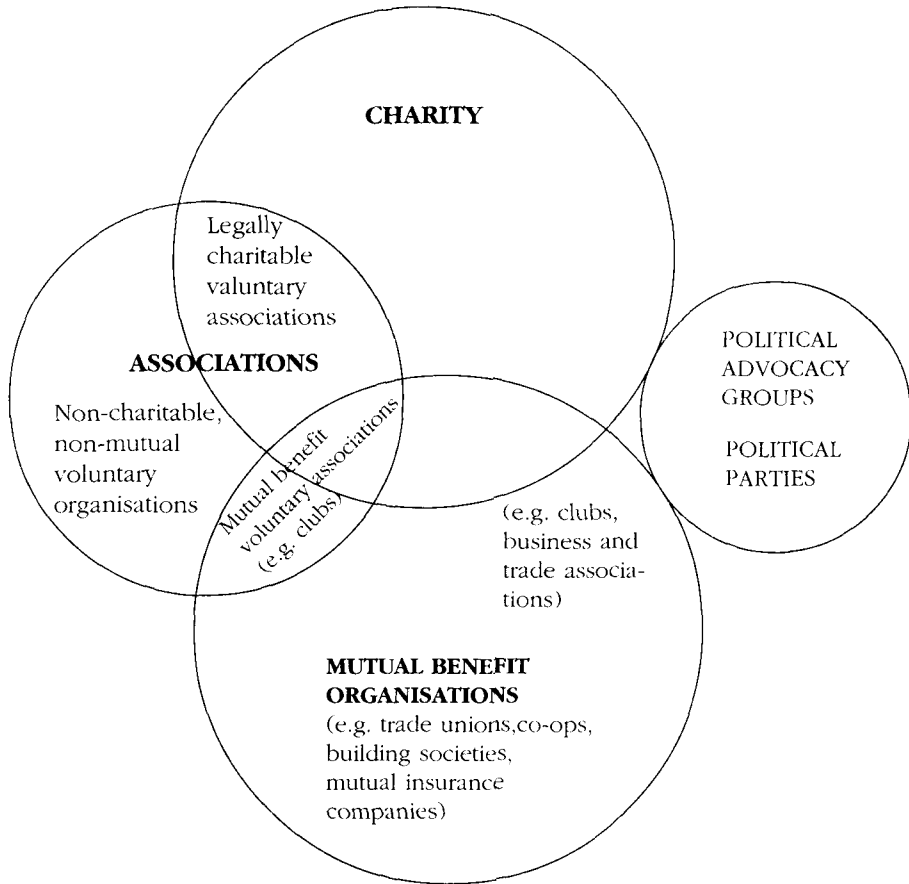 CHARITY
Legally
charitable
valuntary
associations
ASSOCIATIONS
Non-charitable,
non-mutual
voluntary
organisations
Mutual benefit
voluntary associations
(e.g. clubs)
POLITICAL
ADVOCACY
GROUPS
POLITICAL
PARTIES
(e.g. clubs,
business and
trade associa-
tions)
MUTUAL BENEFIT
ORGANISATIONS
(e.g. trade unions,co-ops,
building societies,
mutual insurance
companies)